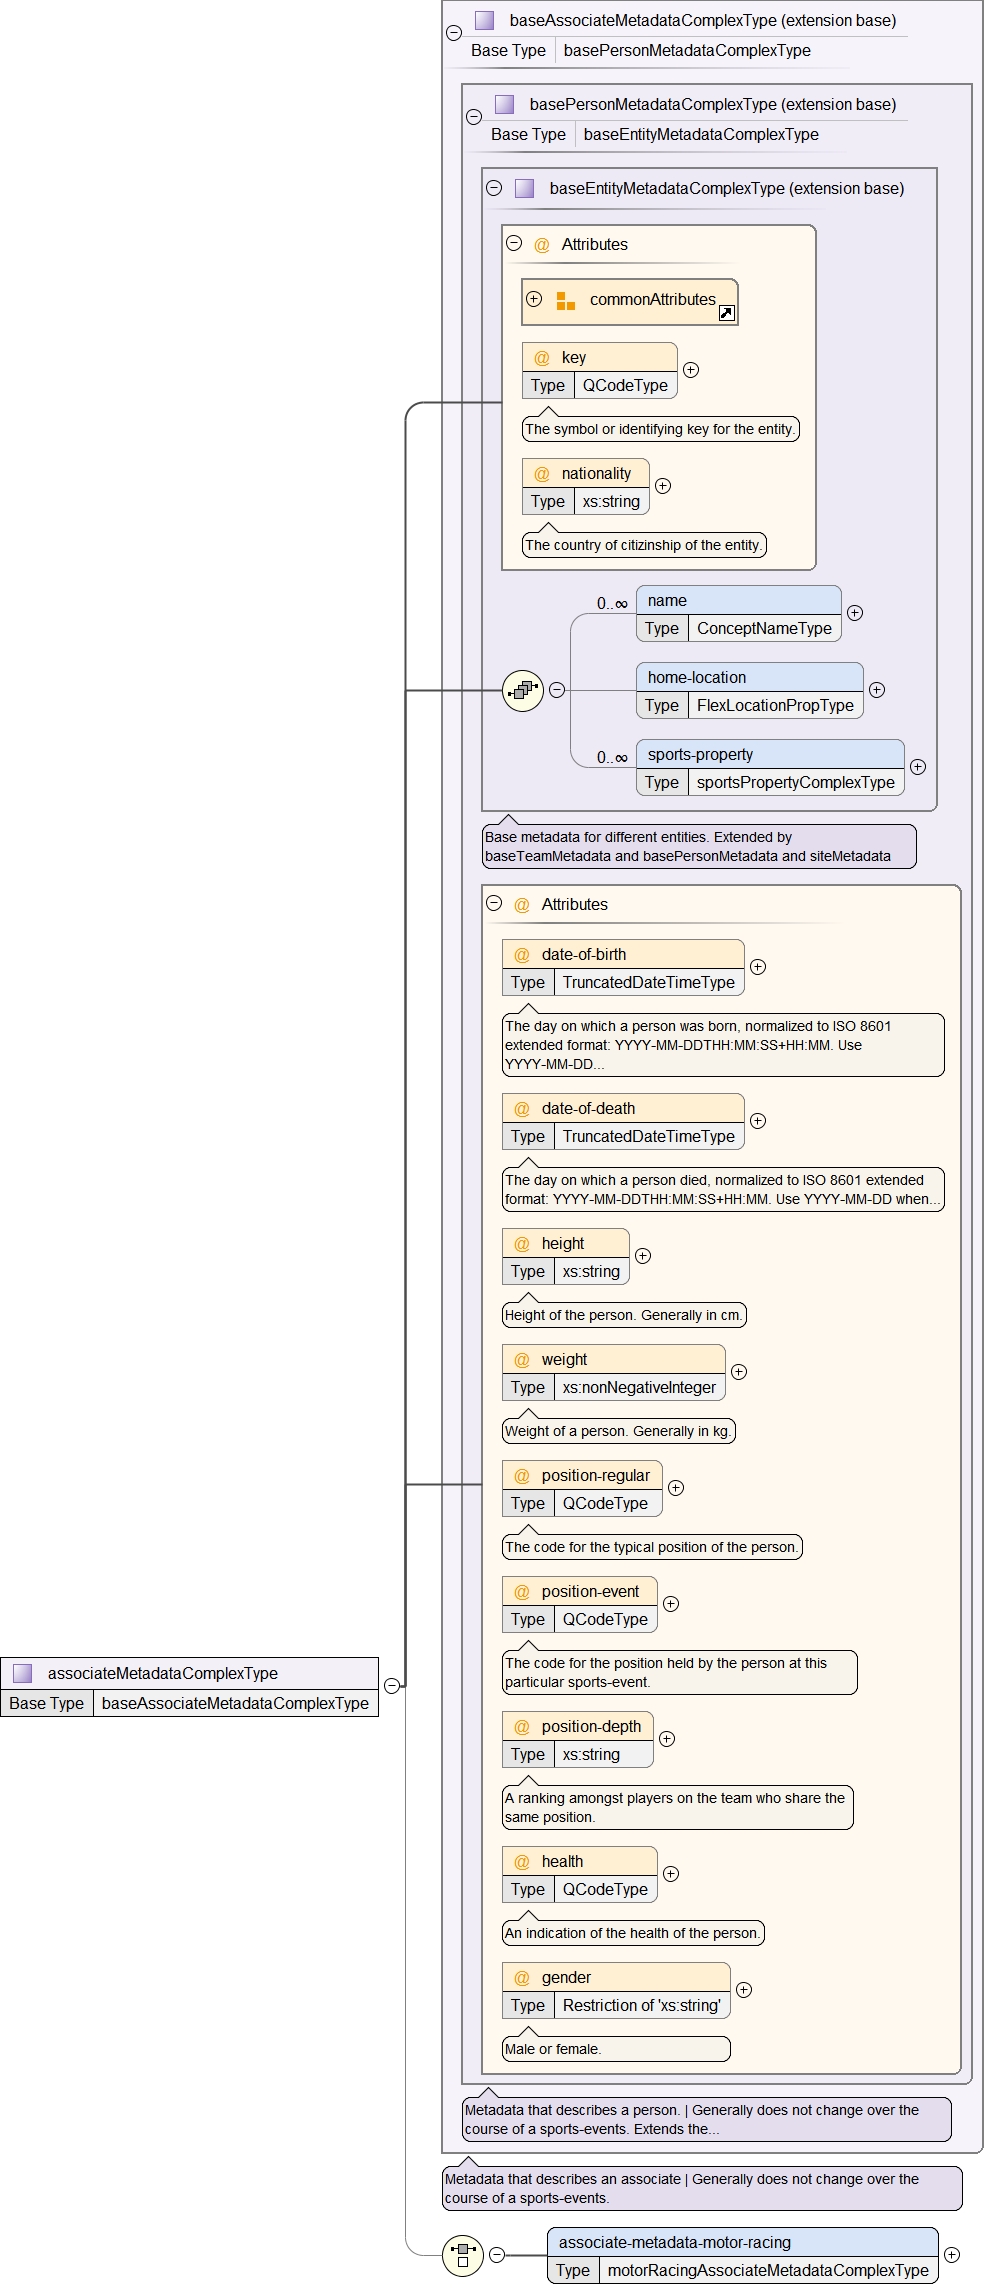 baseAssociateMetadataComplexType (extension base)
Base Type basePersonMetadataComplexType
basePersonMetadataComplexType (extension base)
Base Type baseEntityMetadataComplexType
baseEntityMetadataComplexType (extension base)
@ Attributes
commonAttributes
@ key
Type QCodeType
The symbol or identifying key for the entity.
@ nationality
Type xs:string
The country of citizinship of the entity.
0..∞ name
Type ConceptNameType
home-location
Type FlexLocationPropType
0..∞ sports-property
Type sportsPropertyComplexType
Base metadata for different entities. Extended by
baseTeamMetadata and basePersonMetadata and siteMetadata
@ Attributes
@ date-of-birth
Type TruncatedDateTimeType
The day on which a person was born, normalized to ISO 8601
extended format: YYYY-MM-DDTHH:MM:SS+HH:MM. Use
YYYY-MM-DD...
@ date-of-death
Type TruncatedDateTimeType
The day on which a person died, normalized to ISO 8601 extended
format: YYYY-MM-DDTHH:MM:SS+HH:MM. Use YYYY-MM-DD when...
@ height
Type xs:string
Height of the person. Generally in cm.
@ weight
Type xs:nonNegativeInteger
Weight of a person. Generally in kg.
@ position-regular
Type QCodeType
The code for the typical position of the person.
@ position-event
Type QCodeType
The code for the position held by the person at this
particular sports-event.
associateMetadataComplexType
Base Type baseAssociateMetadataComplexType
@ position-depth
Type xs:string
A ranking amongst players on the team who share the
same position.
@ health
Type QCodeType
An indication of the health of the person.
@ gender
Type Restriction of 'xs:string'
Male or female.
Metadata that describes a person. | Generally does not change over the
course of a sports-events. Extends the...
Metadata that describes an associate | Generally does not change over the
course of a sports-events.
associate-metadata-motor-racing
Type motorRacingAssociateMetadataComplexType